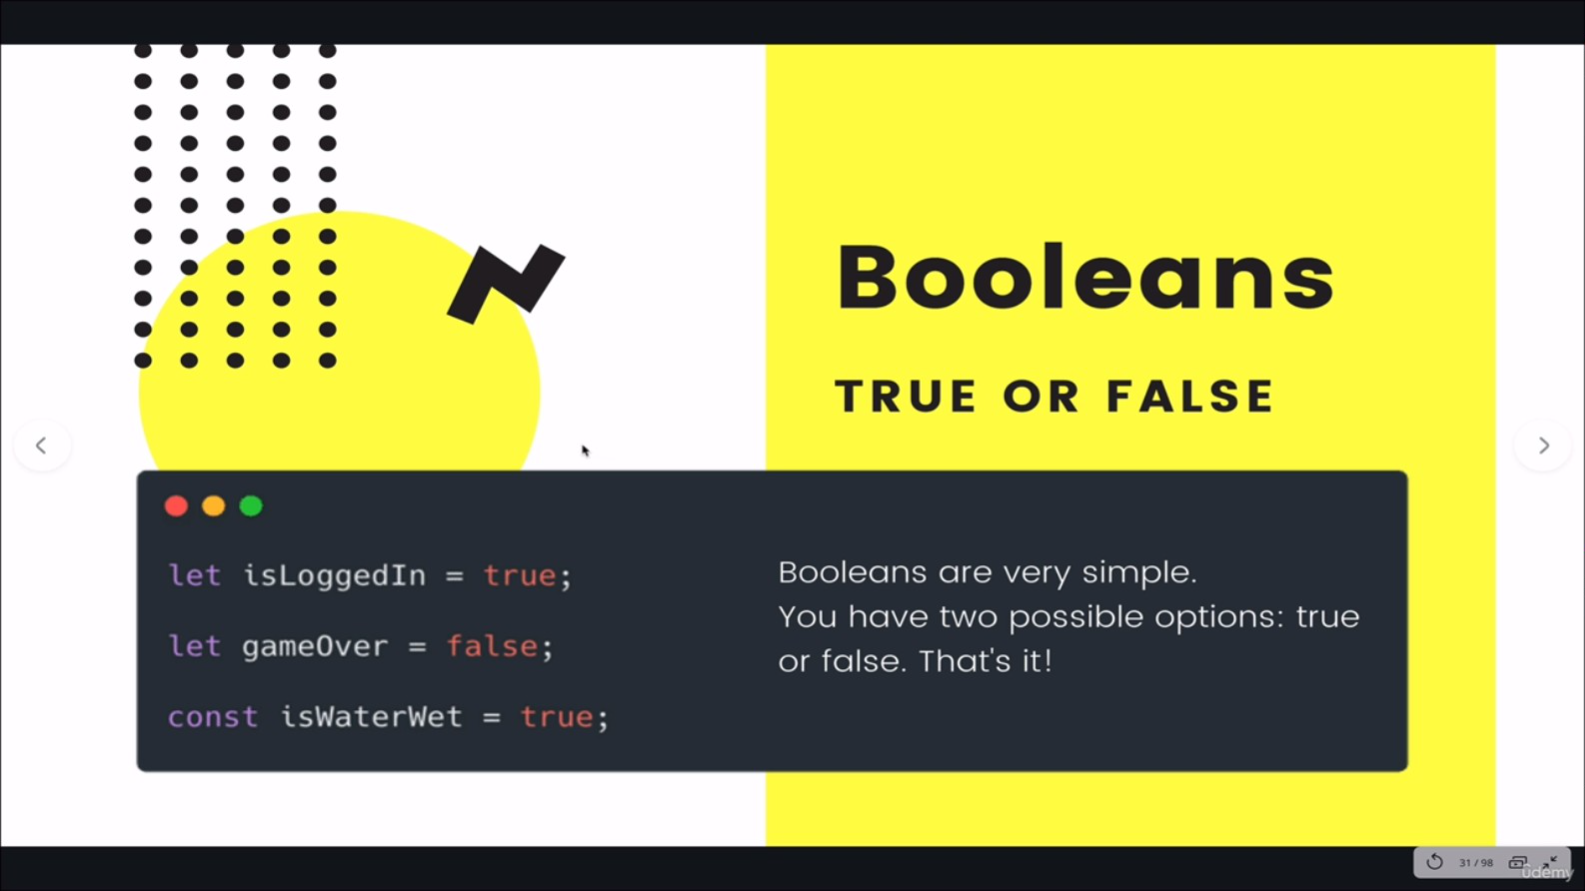 Booleans
TRUE OR FALSE
let isLoggedIn = true;
let gameOver = false;
const isWaterWet = true;
Booleans are very simple.
You have two possible options: true
or false. That's it!
31 / 98
ûdemy